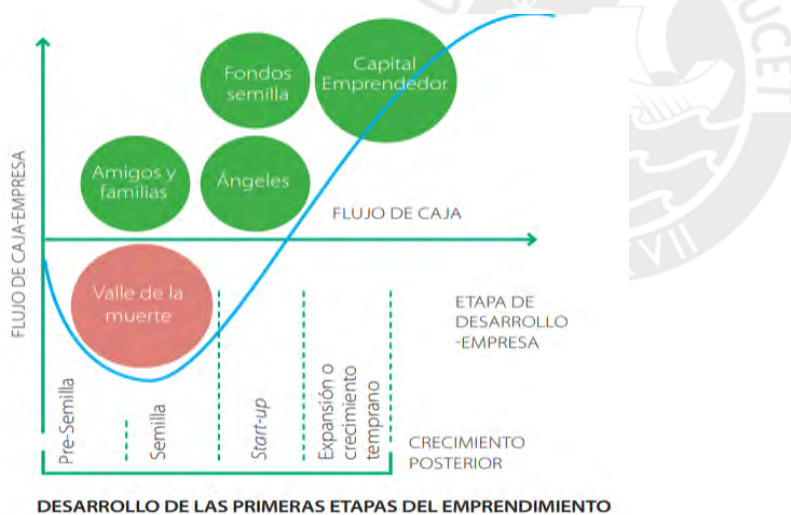 Fondos
semilla
Capital
Emprendedor
Amigos y
familias
Ángeles
FLUJO DE CAJA-EMPRESA
FLUJO DE CAJA
Valle de la
muerte
ETAPA DE
DESARROLLO
-EMPRESA
Pre-Semilla
Semilla
Start-up
Expansión o
crecimiento
temprano
CRECIMIENTO
POSTERIOR
DESARROLLO DE LAS PRIMERAS ETAPAS DEL EMPRENDIMIENTO